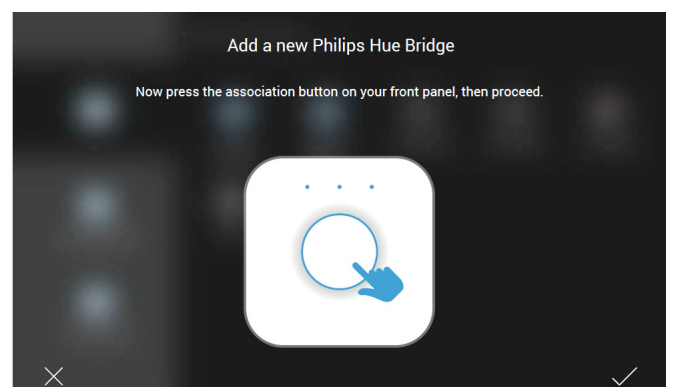 Add a new Philips Hue Bridge
Now press the association button on your front panel, then proceed.